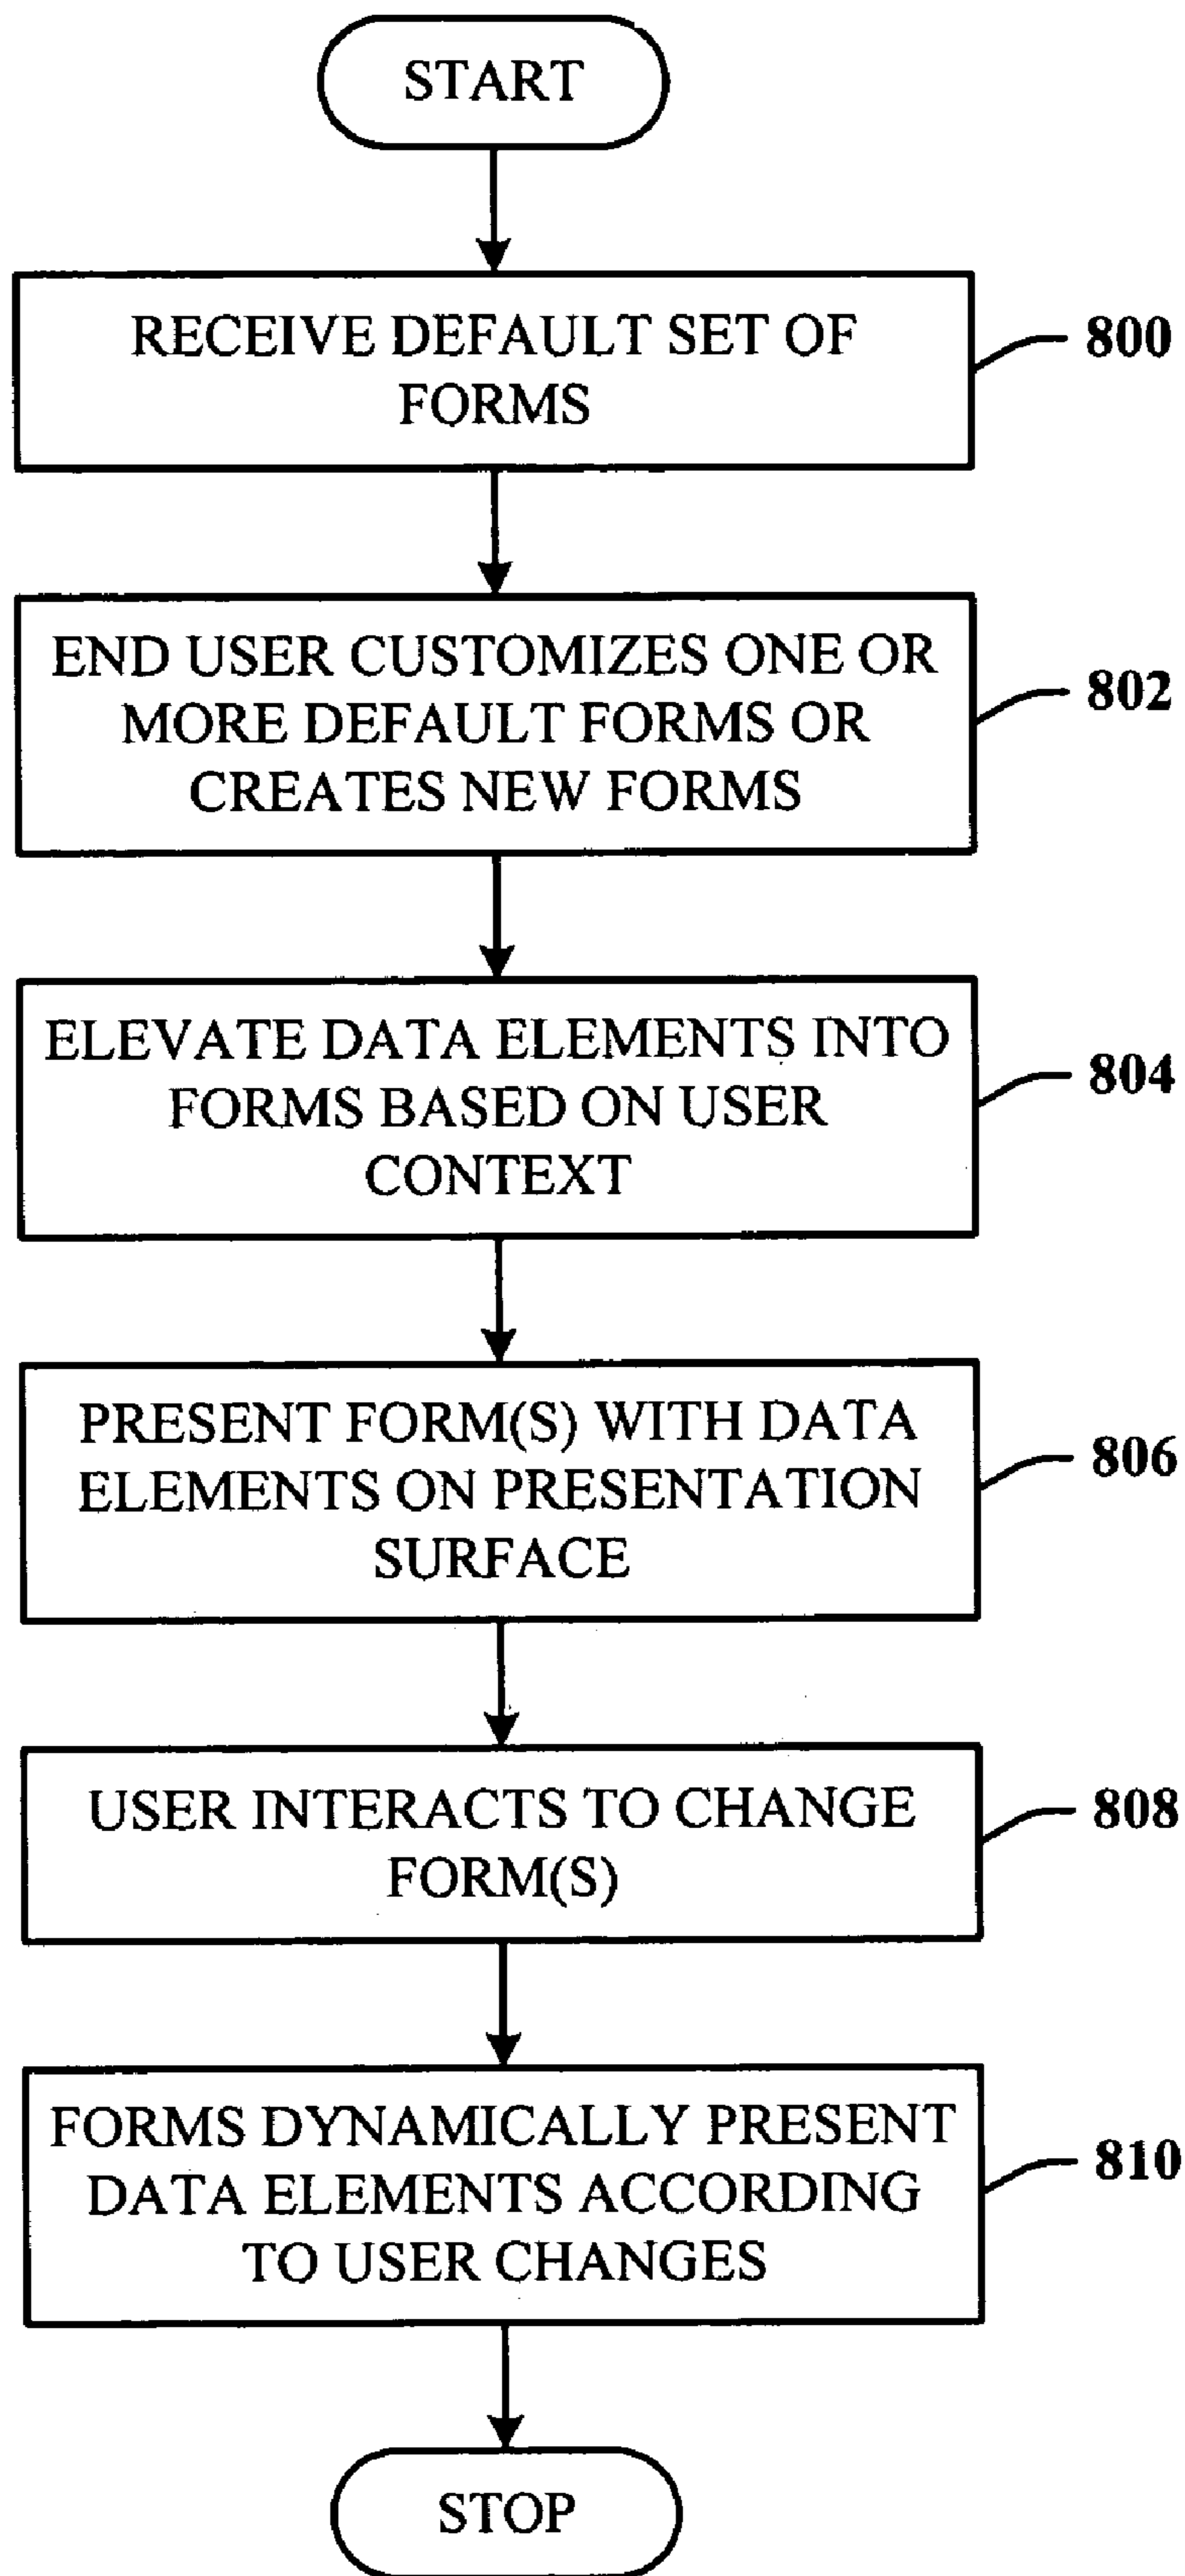 START
RECEIVE DEFAULT SET OF
FORMS
800
END USER CUSTOMIZES ONE OR
MORE DEFAULT FORMS OR
CREATES NEW FORMS
802
ELEVATE DATA ELEMENTS INTO
FORMS BASED ON USER
CONTEXT
804
PRESENT FORM(S) WITH DATA
ELEMENTS ON PRESENTATION
SURFACE
806
USER INTERACTS TO CHANGE
FORM(S)
808
FORMS DYNAMICALLY PRESENT
DATA ELEMENTS ACCORDING
TO USER CHANGES
810
STOP